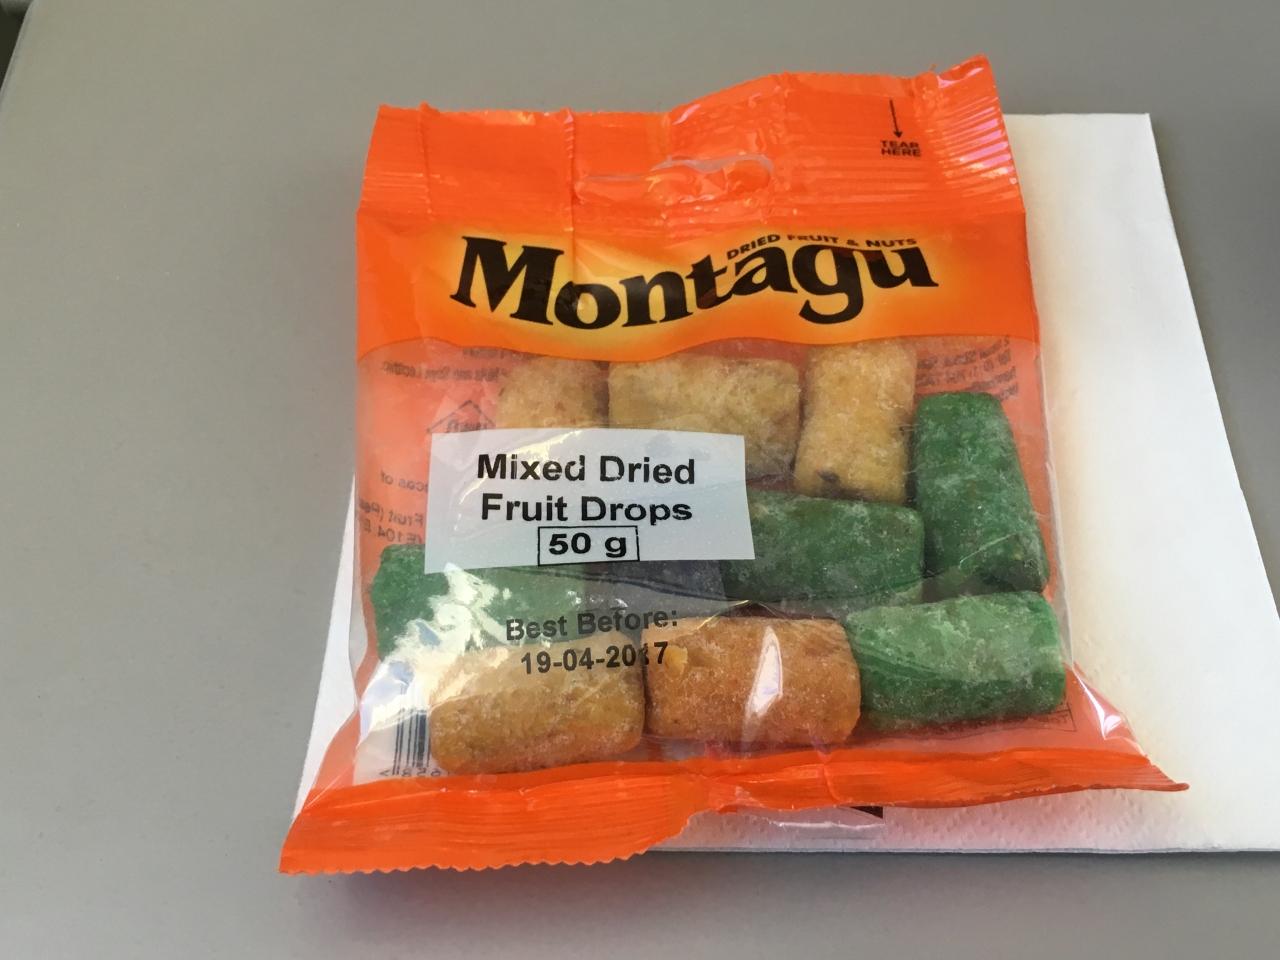 TEAR
HERE
DRIED FRUIT & NUTS
Montagu
Mixed Dried
Fruit Drops
50 g
Best Before:
19-04-2017